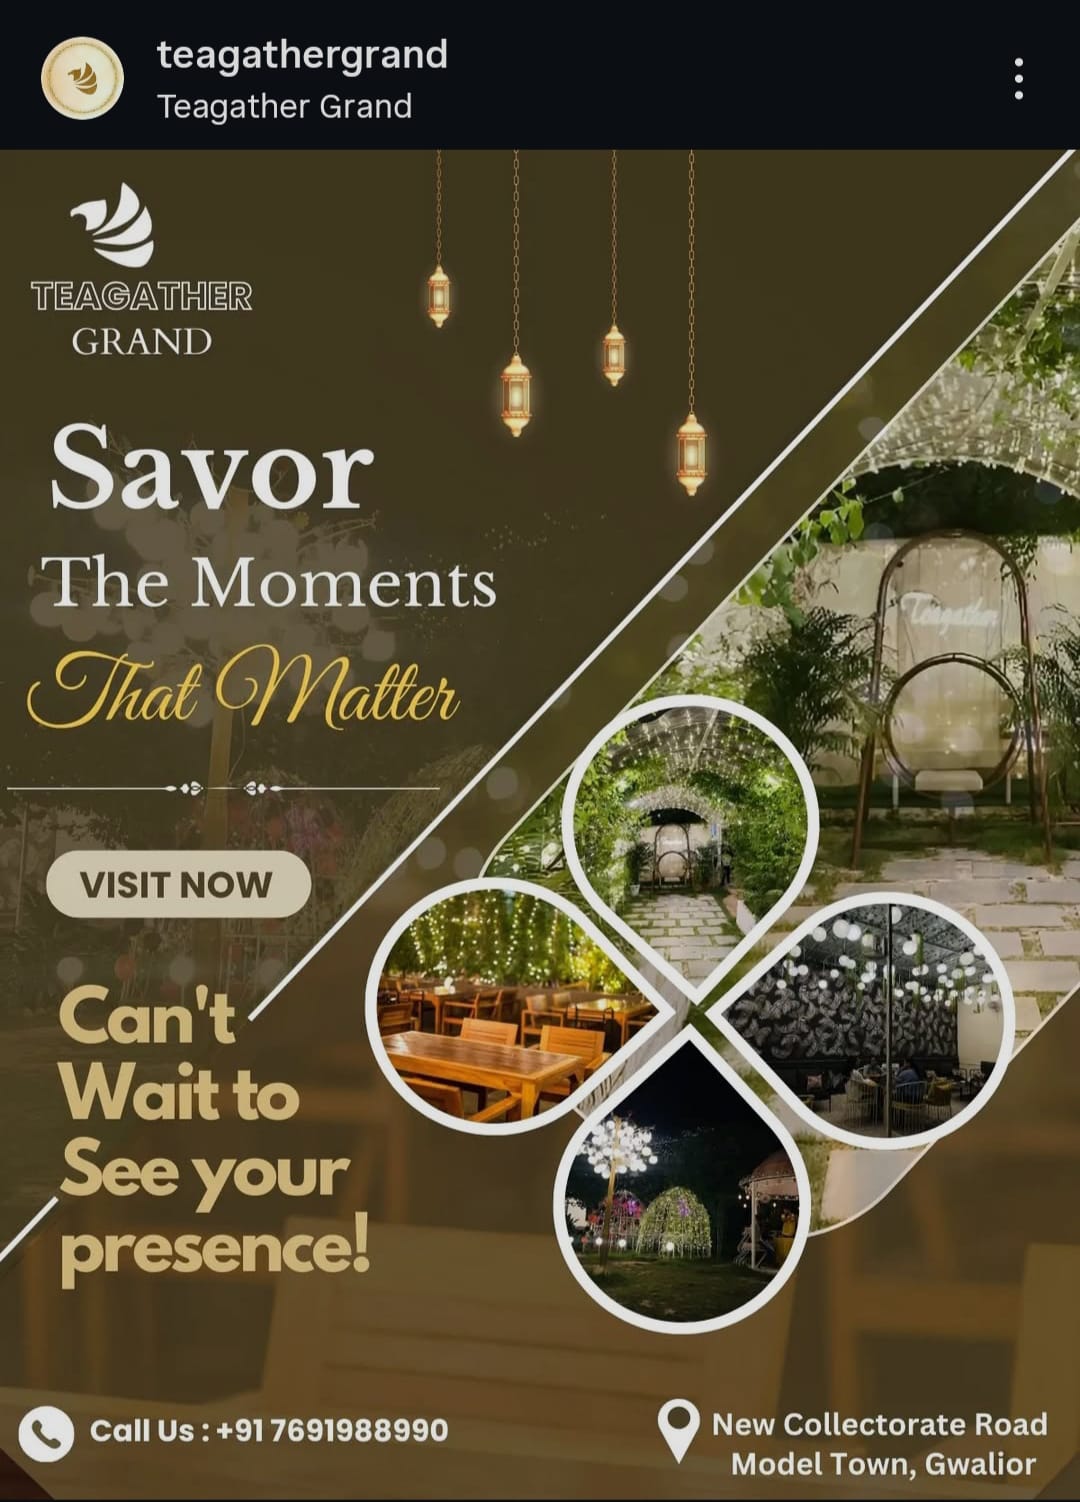 teagathergrand
Teagather Grand
TEAGATHER
GRAND
Savor
The Moments
That Matter
Teagather
VISIT NOW
Can't
Wait to
See your
presence!
Call Us : +91 7691988990
New Collectorate Road
Model Town, Gwalior